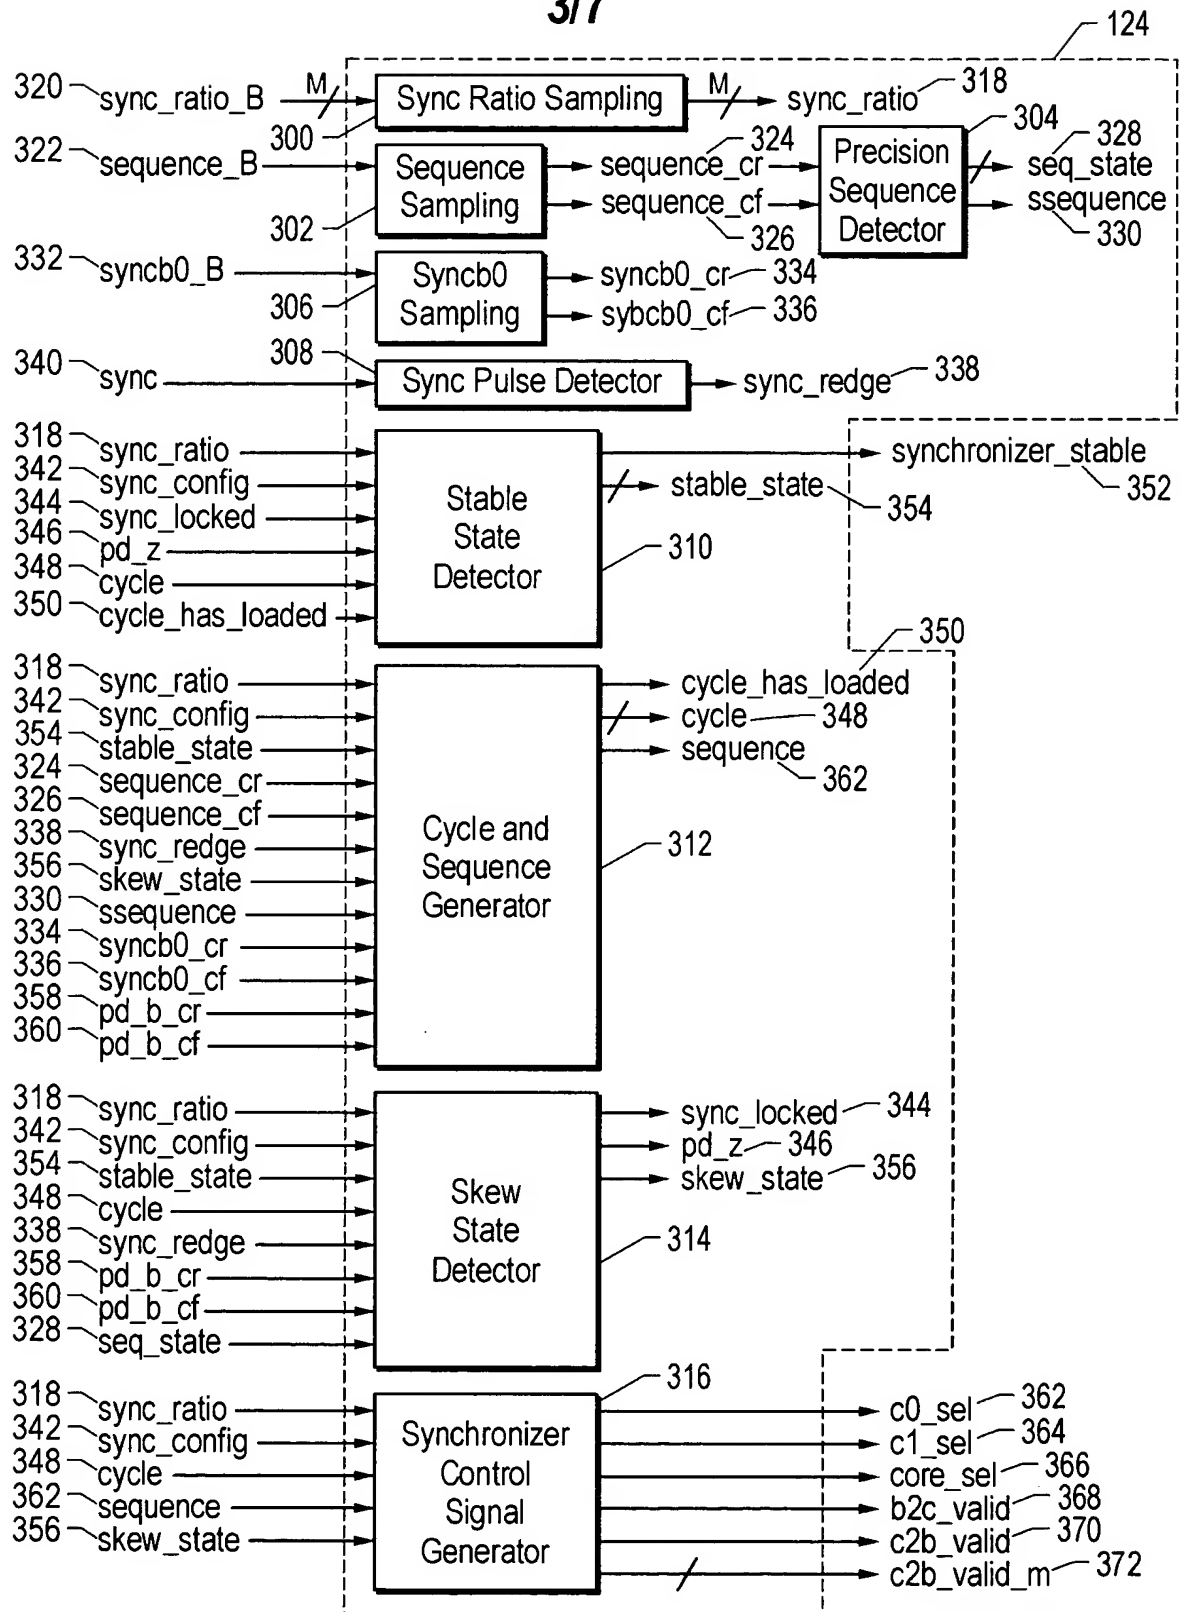 3/7
124
320 sync_ratio_B M Sync Ratio Sampling M sync_ratio 318
300
322 sequence_B Sequence Sampling sequence_cr 324 Precision Sequence Detector 304 seq_state 328
302 sequence_cf 326 ssequence 330
332 syncb0_B Syncb0 Sampling syncb0_cr 334
306 sybcb0_cf 336
340 sync 308 Sync Pulse Detector sync_redge 338
318 sync_ratio
342 sync_config
344 sync_locked
346 pd_z
348 cycle
350 cycle_has_loaded
Stable
State
Detector
310
synchronizer_stable
352
stable_state
354
318 sync_ratio
342 sync_config
354 stable_state
324 sequence_cr
326 sequence_cf
338 sync_redge
356 skew_state
330 ssequence
334 syncb0_cr
336 syncb0_cf
358 pd_b_cr
360 pd_b_cf
Cycle and
Sequence
Generator
312
350
cycle_has_loaded
cycle 348
sequence
362
318 sync_ratio
342 sync_config
354 stable_state
348 cycle
338 sync_redge
358 pd_b_cr
360 pd_b_cf
328 seq_state
Skew
State
Detector
314
sync_locked 344
pd_z 346
skew_state 356
318 sync_ratio
342 sync_config
348 cycle
362 sequence
356 skew_state
Synchronizer
Control
Signal
Generator
316
c0_sel 362
c1_sel 364
core_sel 366
b2c_valid 368
c2b_valid 370
c2b_valid_m 372